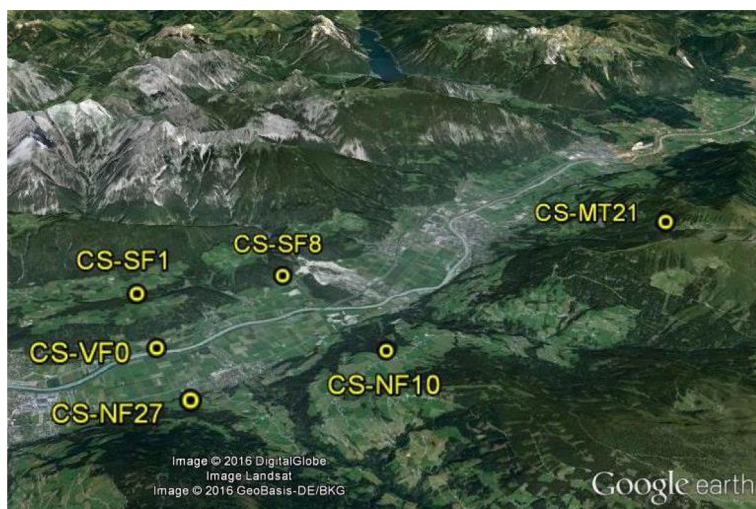 CS-MT21
CS-SF8
CS-SF1
CS-VF0
CS-NF10
CS-NF27
Image © 2016 DigitalGlobe
Image Landsat
Image © 2016 GeoBasis-DE/BKG
Google earth